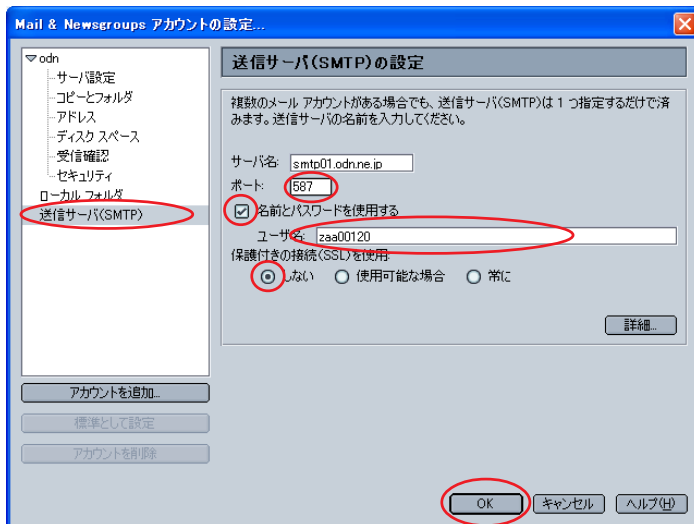 Mail & Newsgroups アカウントの設定...
odn
サーバ設定
コピーとフォルダ
アドレス
ディスク スペース
受信確認
セキュリティ
ローカル フォルダ
送信サーバ(SMTP)
アカウントを追加...
標準として設定
アカウントを削除
送信サーバ(SMTP)の設定
複数のメール アカウントがある場合でも、送信サーバ(SMTP)は 1 つ指定するだけで済
みます。送信サーバの名前を入力してください。
サーバ名: smtp01.odn.ne.jp
ポート: 587
名前とパスワードを使用する
ユーザ名: zaa00120
保護付きの接続(SSL)を使用:
しない 使用可能な場合 常に
詳細...
OK キャンセル ヘルプ(H)